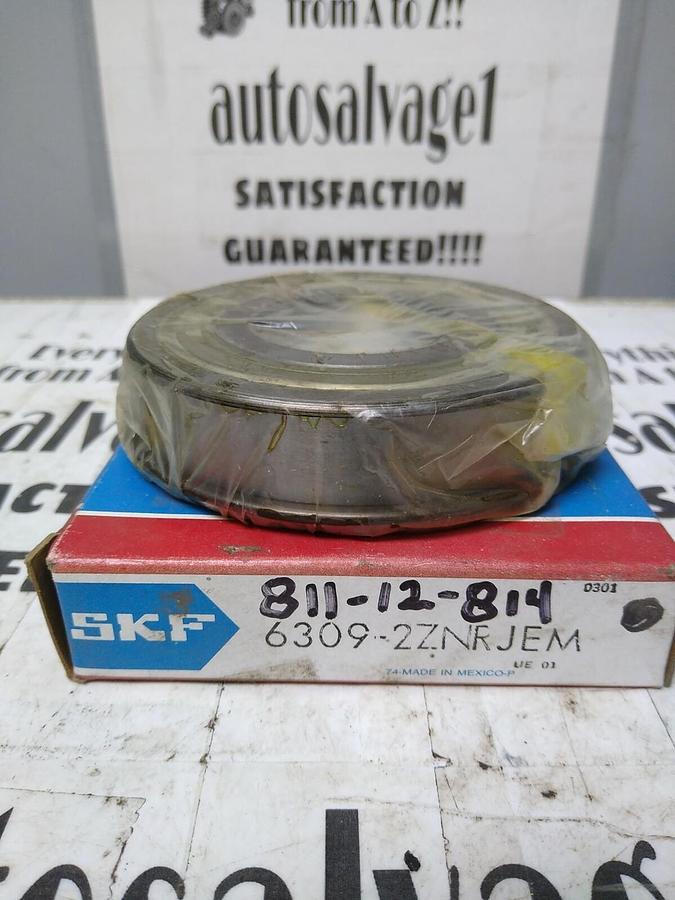 from A to Z!!
autosalvage1
SATISFACTION
GUARANTEED!!!!
SKF
811-12-814
0301
6309-2ZNRJEM
UE 01
74-MADE IN MEXICO-P